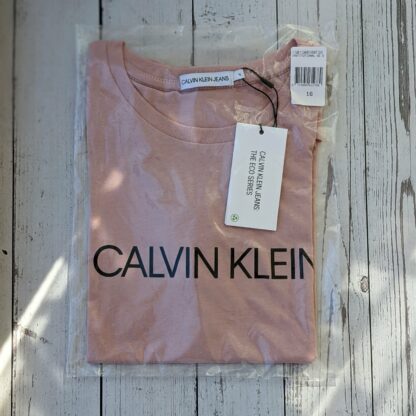 CALVIN KLEIN JEANS
16
CALVIN KLEIN JEANS
THE ECO SERIES
CALVIN KLEIN